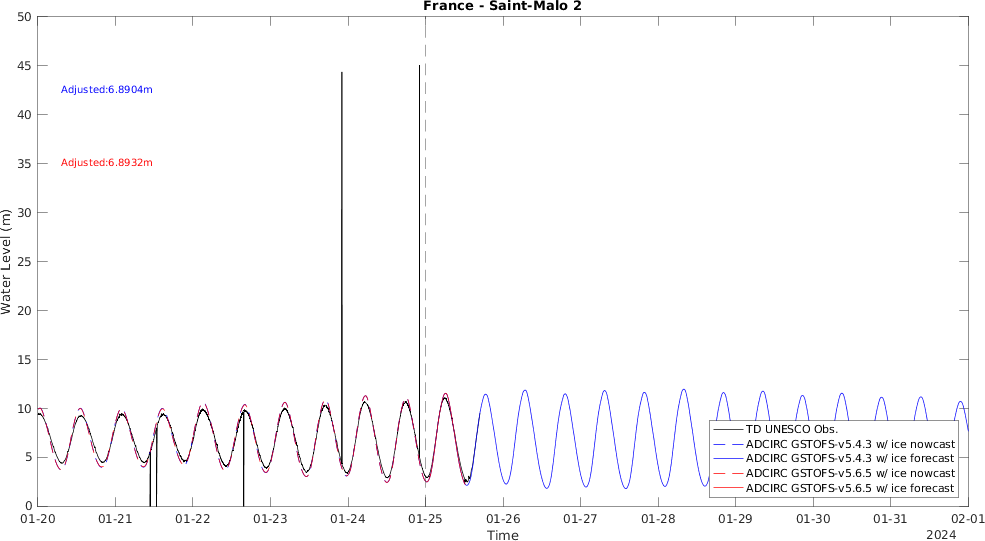 France - Saint-Malo 2
50
45
40
35
30
25
20
15
10
5
0
Water Level (m)
Adjusted:6.8904m
Adjusted:6.8932m
TD UNESCO Obs.
ADCIRC GSTOFS-v5.4.3 w/ ice nowcast
ADCIRC GSTOFS-v5.4.3 w/ ice forecast
ADCIRC GSTOFS-v5.6.5 w/ ice nowcast
ADCIRC GSTOFS-v5.6.5 w/ ice forecast
01-20 01-21 01-22 01-23 01-24 01-25 01-26 01-27 01-28 01-29 01-30 01-31 02-01
Time
2024